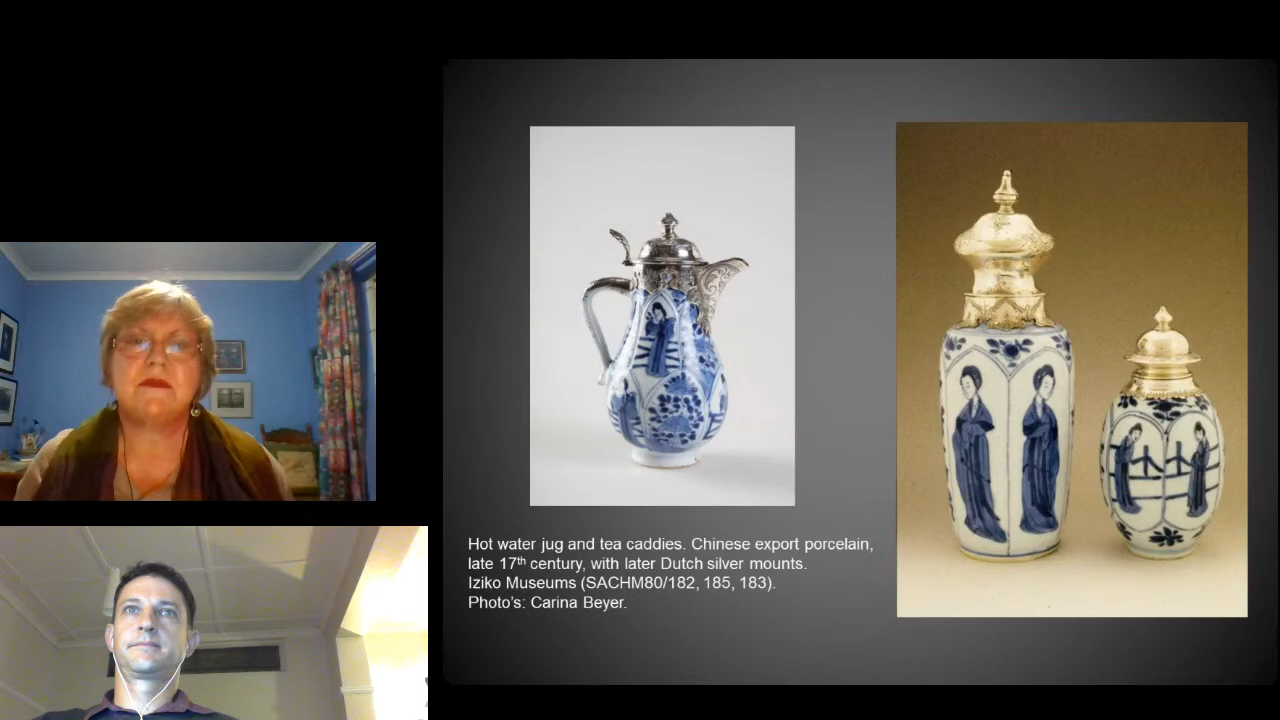 Hot water jug and tea caddies. Chinese export porcelain,
late 17th century, with later Dutch silver mounts.
Iziko Museums (SACHM80/182, 185, 183).
Photo's: Carina Beyer.